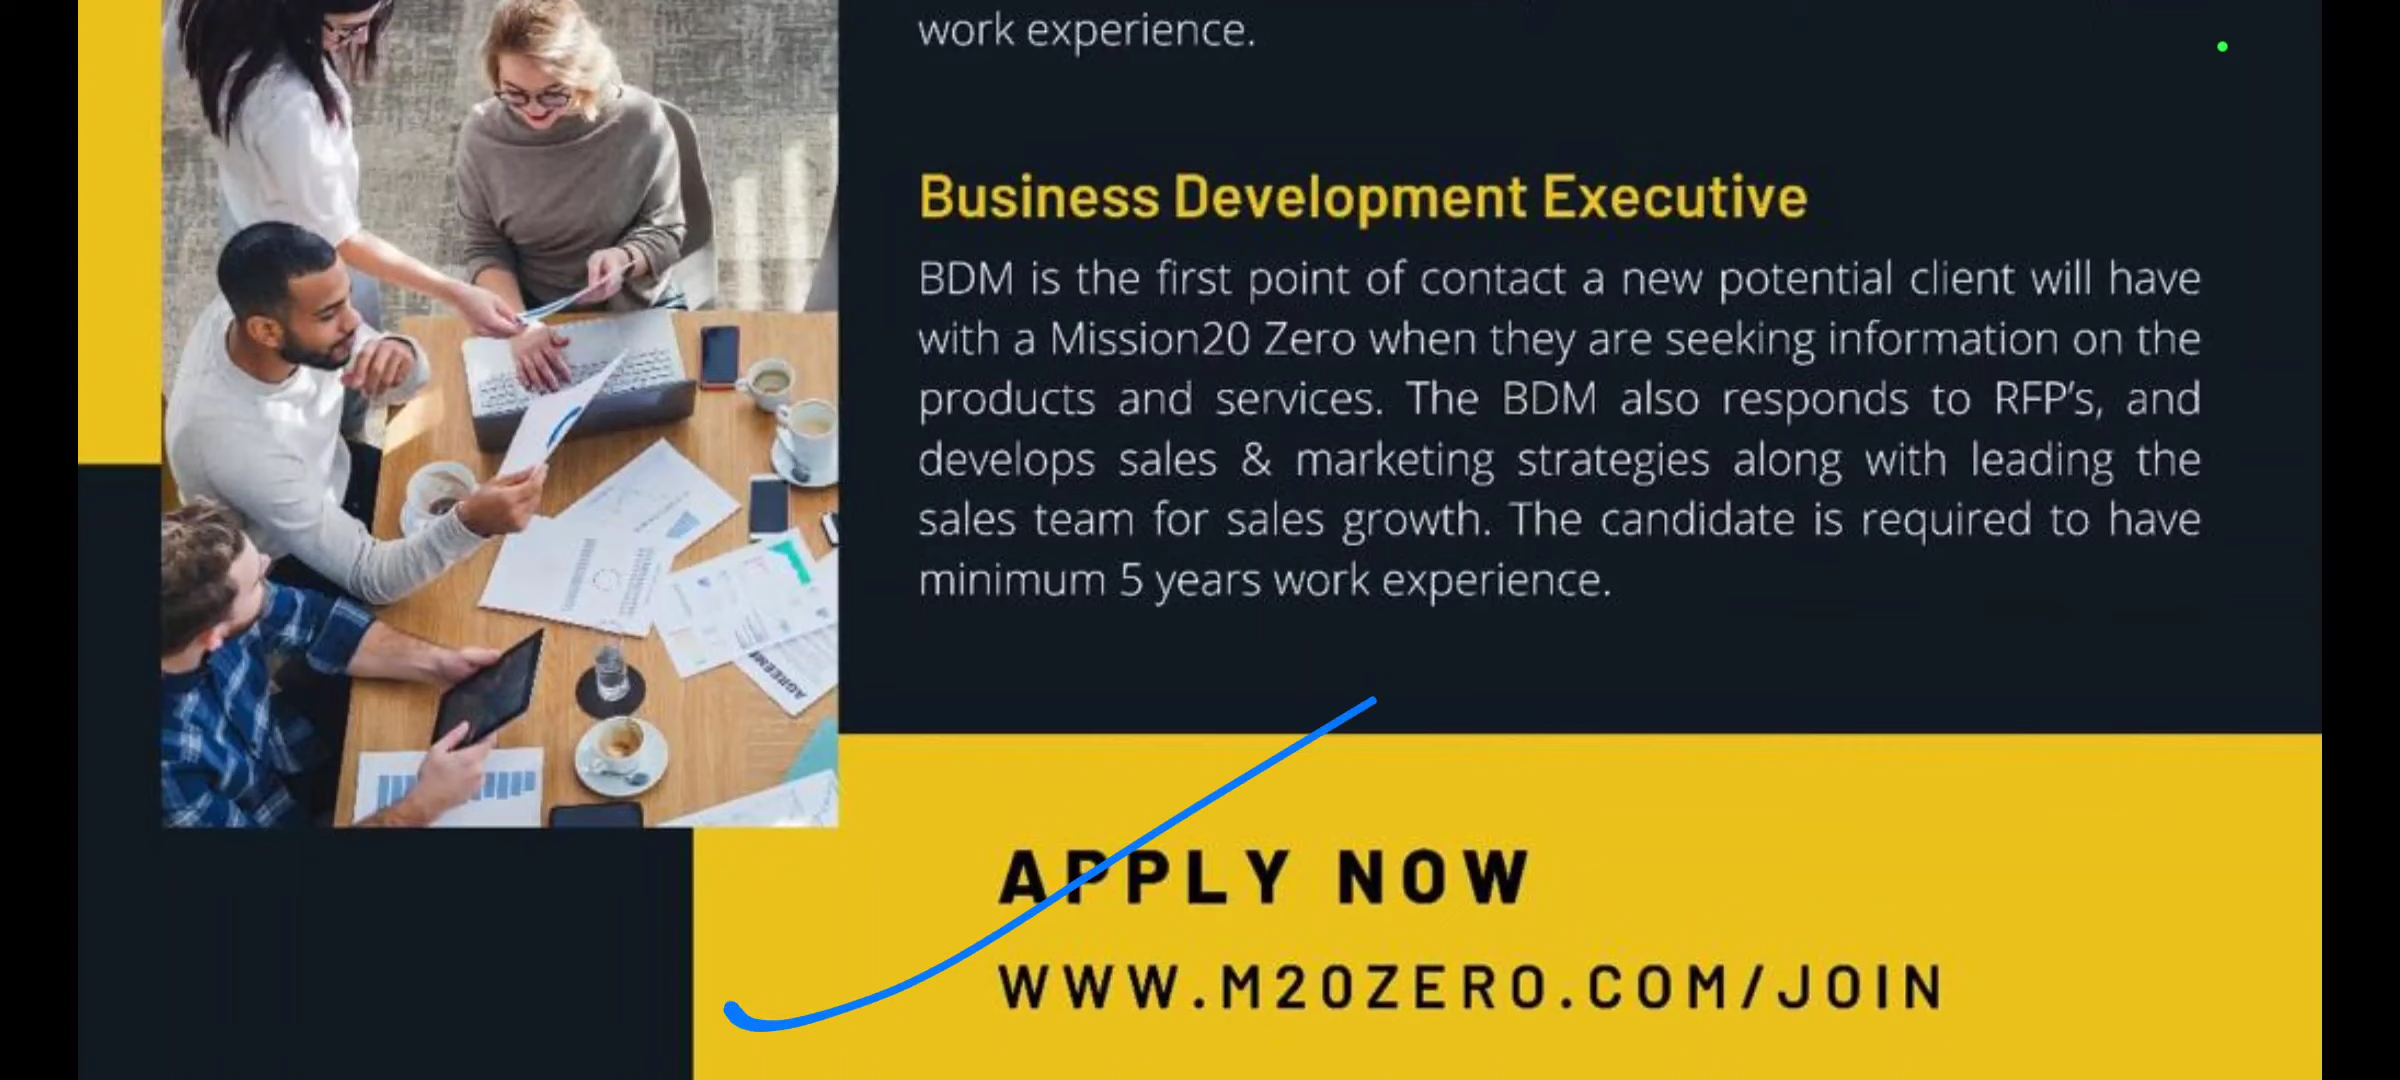 work experience.
Business Development Executive
BDM is the first point of contact a new potential client will have
with a Mission20 Zero when they are seeking information on the
products and services. The BDM also responds to RFP’s, and
develops sales & marketing strategies along with leading the
sales team for sales growth. The candidate is required to have
minimum 5 years work experience.
APPLY NOW
WWW.M20ZERO.COM/JOIN